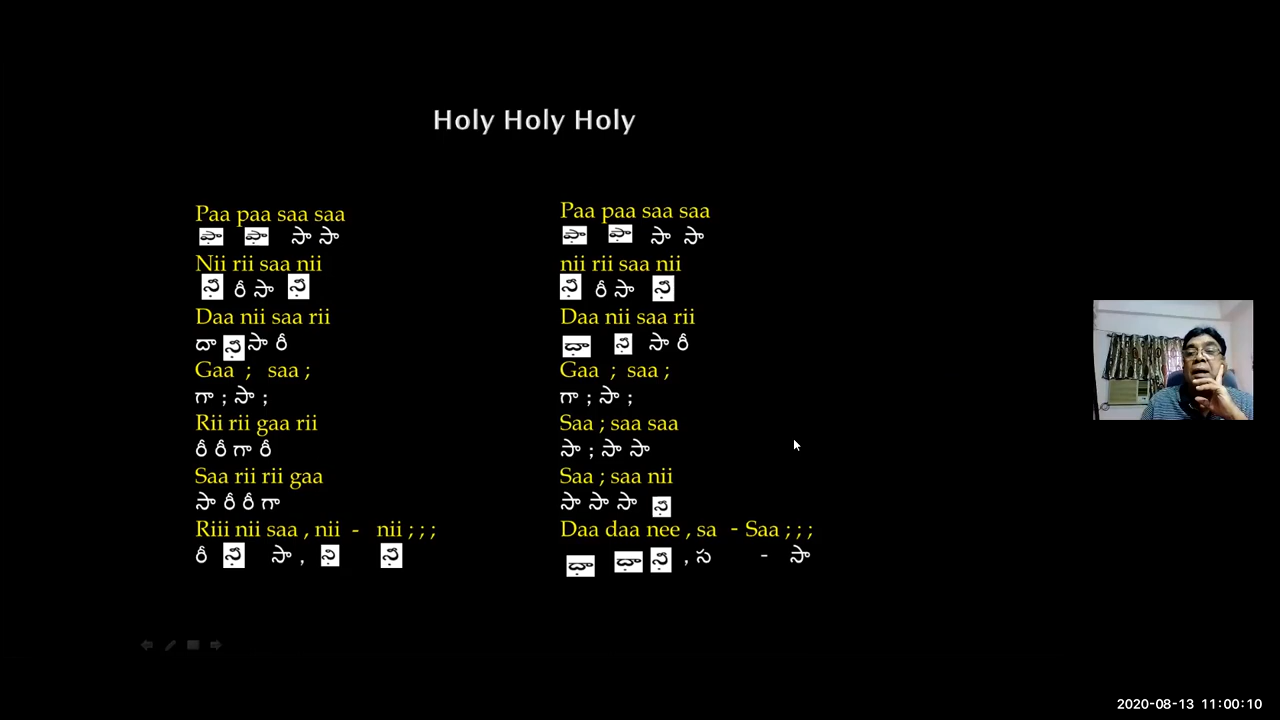 Holy Holy Holy
Paa paa saa saa
పా పా సా సా
Nii rii saa nii
నీ రీ సా నీ
Daa nii saa rii
దా నీ సా రీ
Gaa ; saa ;
గా ; సా ;
Rii rii gaa rii
రీ రీ గా రీ
Saa rii rii gaa
సా రీ రీ గా
Riii nii saa , nii - nii ; ; ;
రీ నీ సా , ని నీ
Paa paa saa saa
పా పా సా సా
nii rii saa nii
నీ రీ సా నీ
Daa nii saa rii
దా నీ సా రీ
Gaa ; saa ;
గా ; సా ;
Saa ; saa saa
సా ; సా సా
Saa ; saa nii
సా సా సా నీ
Daa daa nee , sa - Saa ; ; ;
దా దా నీ , స - సా
2020-08-13 11:00:10